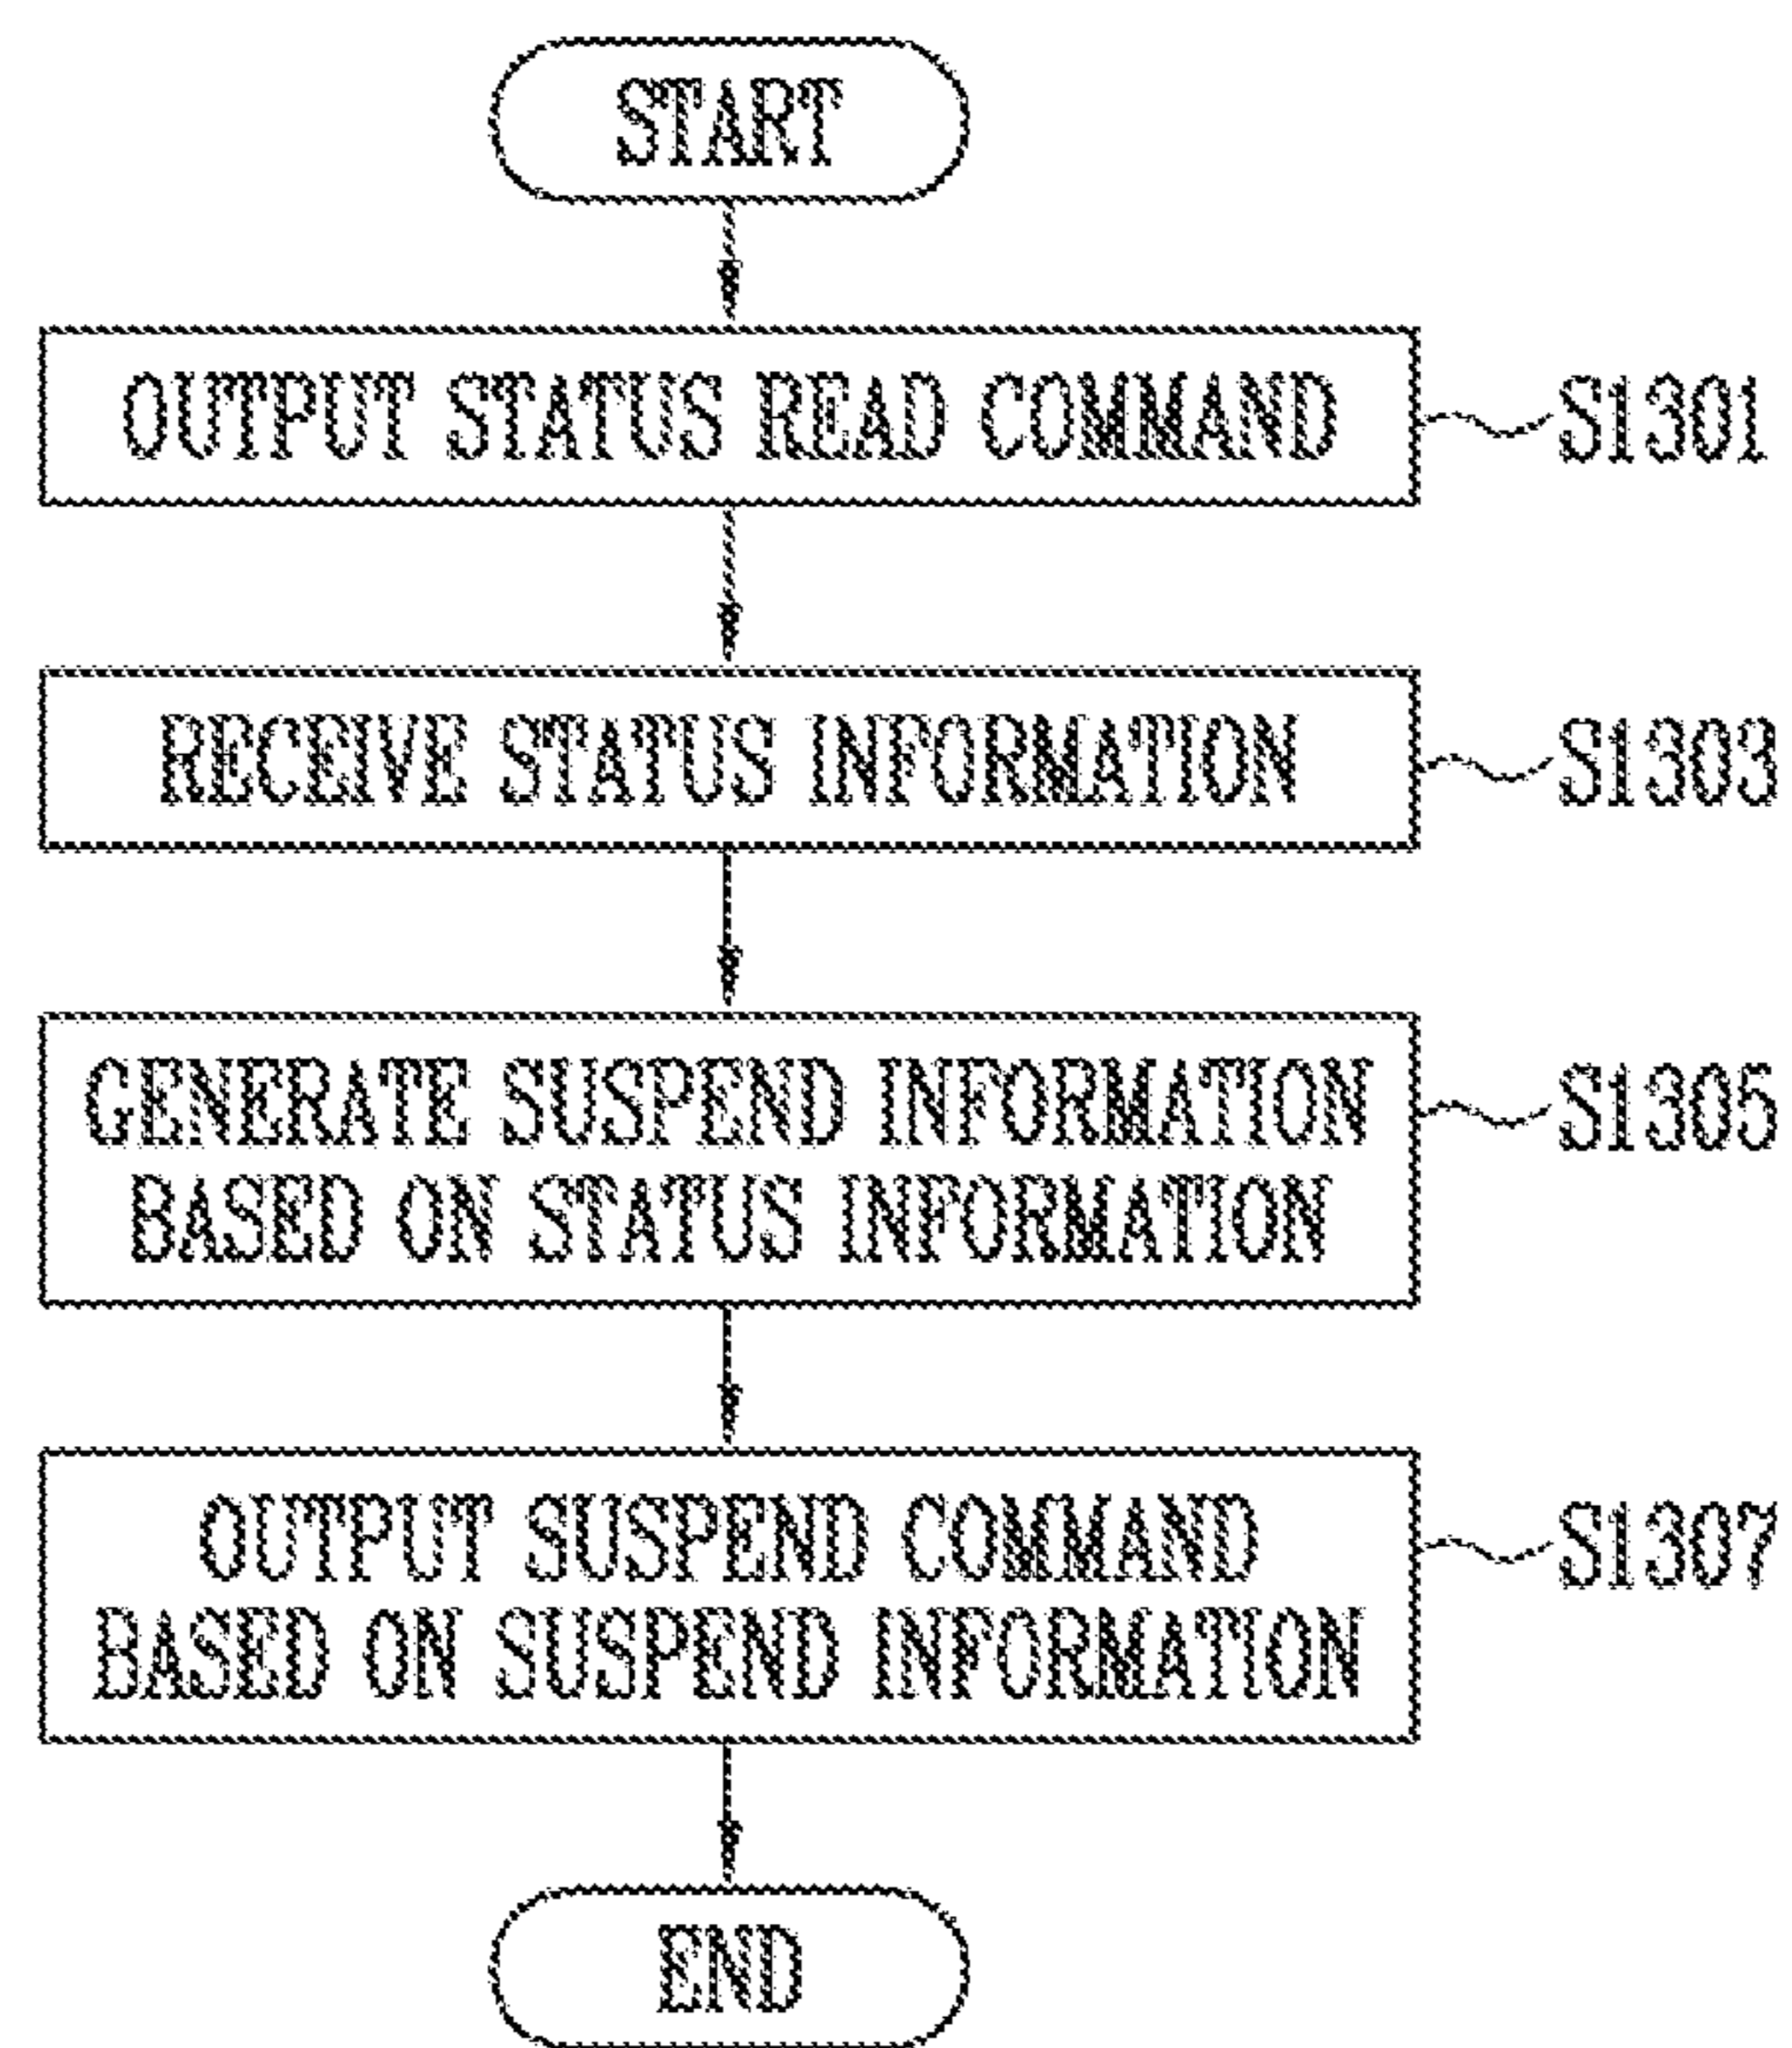 START
OUTPUT STATUS READ COMMAND
S1301
RECEIVE STATUS INFORMATION
S1303
GENERATE SUSPEND INFORMATION
BASED ON STATUS INFORMATION
S1305
OUTPUT SUSPEND COMMAND
BASED ON SUSPEND INFORMATION
S1307
END